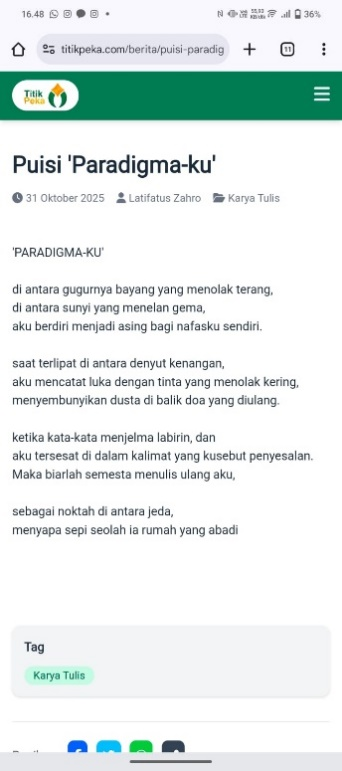 16.48
36%
titikpeka.com/berita/puisi-paradig
11
Titik
Peka
Puisi 'Paradigma-ku'
31 Oktober 2025 Latifatus Zahro Karya Tulis
'PARADIGMA-KU'
di antara gugurnya bayang yang menolak terang,
di antara sunyi yang menelan gema,
aku berdiri menjadi asing bagi nafasku sendiri.
saat terlipat di antara denyut kenangan,
aku mencatat luka dengan tinta yang menolak kering,
menyembunyikan dusta di balik doa yang diulang.
ketika kata-kata menjelma labirin, dan
aku tersesat di dalam kalimat yang kusebut penyesalan.
Maka biarlah semesta menulis ulang aku,
sebagai noktah di antara jeda,
menyapa sepi seolah ia rumah yang abadi
Tag
Karya Tulis